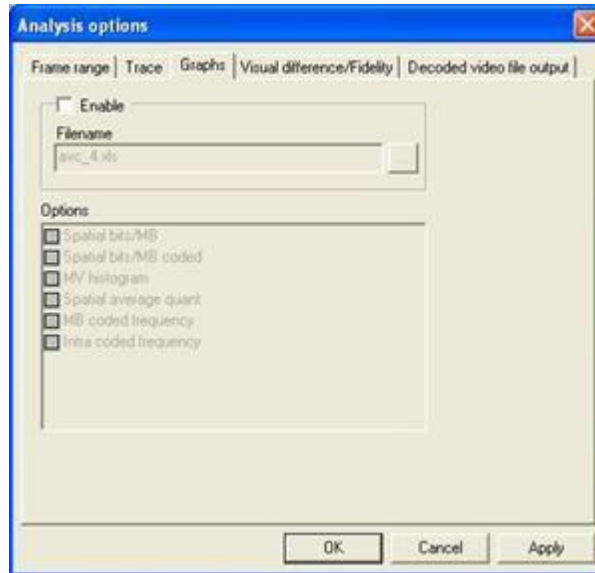 Analysis options
Frame range Trace Graphs Visual difference/Fidelity Decoded video file output
Enable
Filename
avc_4.xls
...
Options
Spatial bits/MB
Spatial bits/MB coded
MV histogram
Spatial average quant
MB coded frequency
Intra coded frequency
OK Cancel Apply